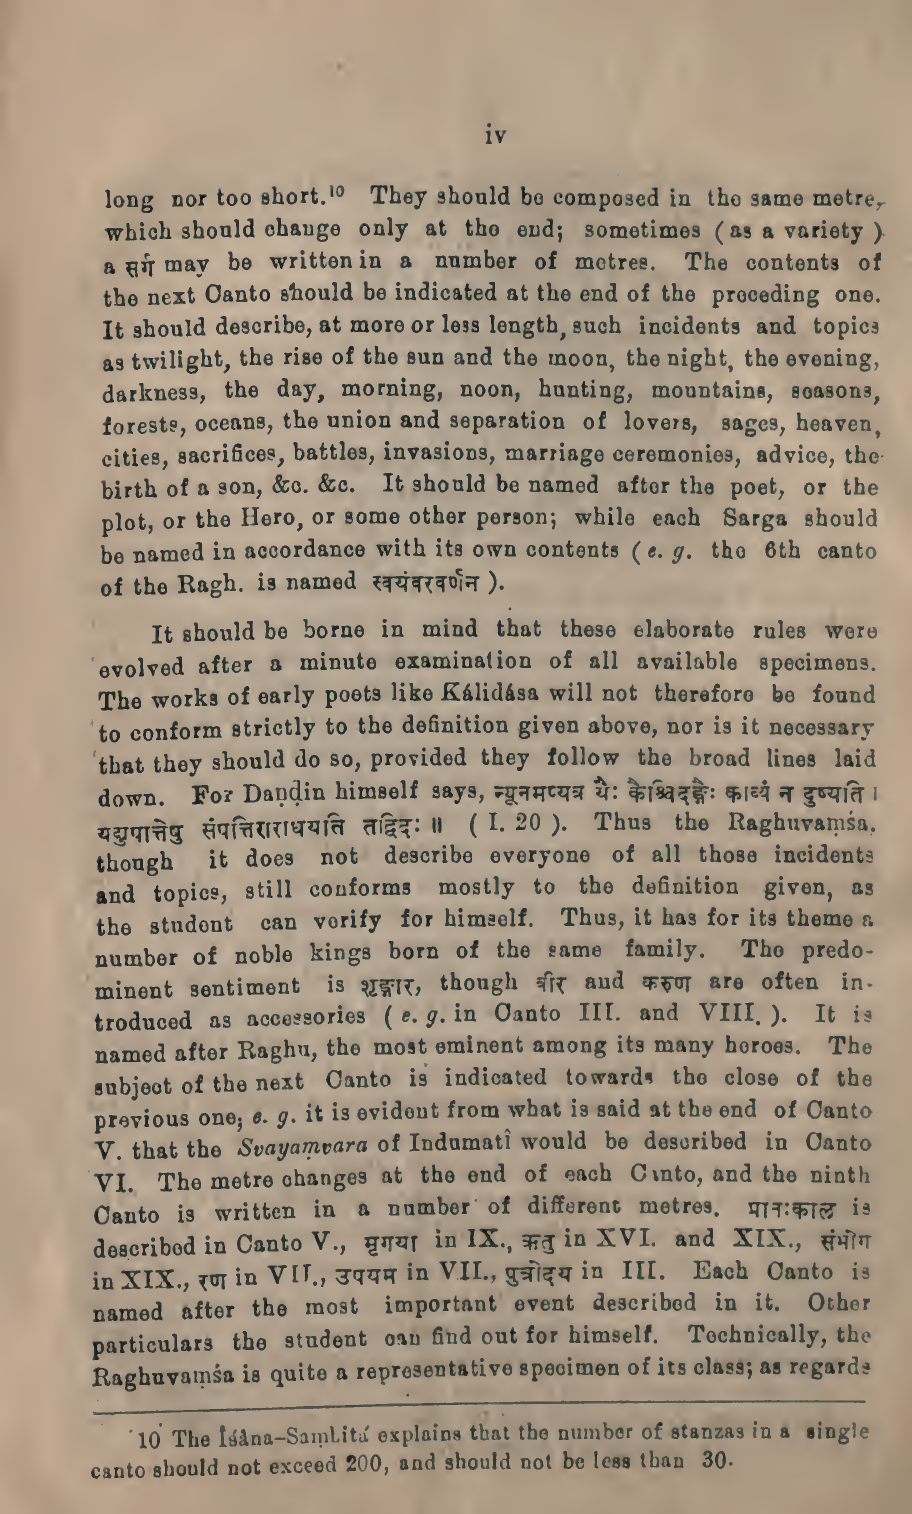 iv
long nor too short.¹⁰ They should be composed in the same metre,
which should change only at the end; sometimes ( as a variety )
a सर्ग may be written in a number of metres. The contents of
the next Canto should be indicated at the end of the preceding one.
It should describe, at more or less length, such incidents and topics
as twilight, the rise of the sun and the moon, the night, the evening,
darkness, the day, morning, noon, hunting, mountains, seasons,
forests, oceans, the union and separation of lovers, sages, heaven,
cities, sacrifices, battles, invasions, marriage ceremonies, advice, the
birth of a son, &c. &c. It should be named after the poet, or the
plot, or the Hero, or some other person; while each Sarga should
be named in accordance with its own contents ( e. g. the 6th canto
of the Ragh. is named स्वयंवरवर्णन ).
It should be borne in mind that these elaborate rules were
evolved after a minute examination of all available specimens.
The works of early poets like Kálidása will not therefore be found
to conform strictly to the definition given above, nor is it necessary
that they should do so, provided they follow the broad lines laid
down. For Daṇḍin himself says, न्यूनमप्यत्र यैः कैश्चिदङ्गैः काव्यं न दुष्यति ।
यद्युपात्तेषु संपत्तिराराधयति तद्विदः ॥ ( I. 20 ). Thus the Raghuvaṁśa,
though it does not describe everyone of all those incidents
and topics, still conforms mostly to the definition given, as
the student can verify for himself. Thus, it has for its theme a
number of noble kings born of the same family. The predo-
minent sentiment is शृङ्गार, though वीर and करुण are often in-
troduced as accessories ( e. g. in Canto III. and VIII. ). It is
named after Raghu, the most eminent among its many heroes. The
subject of the next Canto is indicated towards the close of the
previous one; e. g. it is evident from what is said at the end of Canto
V. that the Svayaṃvara of Indumatî would be described in Canto
VI. The metre changes at the end of each Canto, and the ninth
Canto is written in a number of different metres. प्रातःकाल is
described in Canto V., मृगया in IX., ऋतु in XVI. and XIX., संभोग
in XIX., रण in VII., उपयम in VII., पुत्रोदय in III. Each Canto is
named after the most important event described in it. Other
particulars the student can find out for himself. Technically, the
Raghuvaṁśa is quite a representative specimen of its class; as regards
10 The Îśâna-Saṃhitá explains that the number of stanzas in a single
canto should not exceed 200, and should not be less than 30.